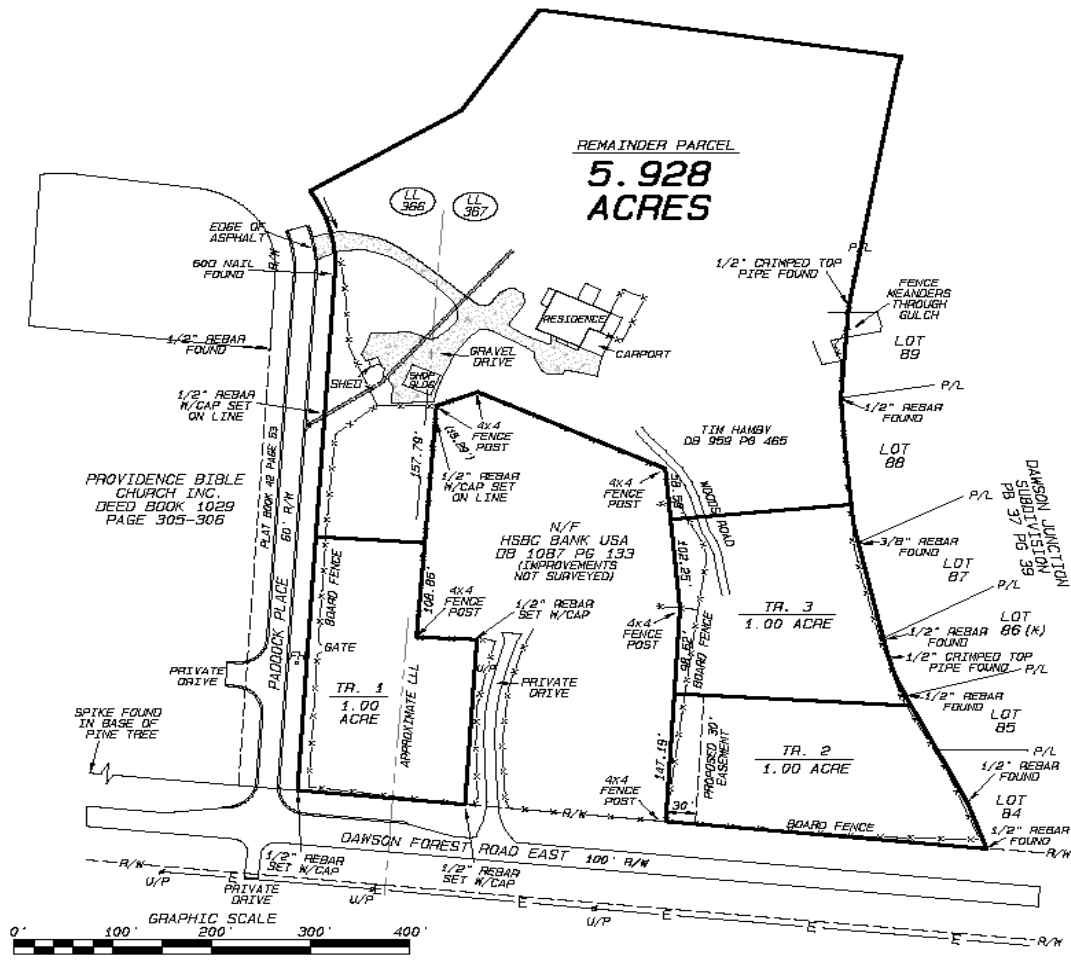 REMAINDER PARCEL
5.928
ACRES
LL
366
LL
367
EDGE OF
ASPHALT
R/W
60D NAIL
FOUND
P/L
1/2" CRIMPED TOP
PIPE FOUND
FENCE
MEANDERS
THROUGH
GULCH
LOT
89
1/2" REBAR
FOUND
RESIDENCE
CARPORT
GRAVEL
DRIVE
SHED
SHOP
BLDG
1/2" REBAR
W/CAP SET
ON LINE
P/L
1/2" REBAR
FOUND
4x4
FENCE
POST
157.79'
1/2" REBAR
W/CAP SET
ON LINE
TIM HAMBY
DB 959 PG 465
LOT
88
PROVIDENCE BIBLE
CHURCH INC.
DEED BOOK 1029
PAGE 305-306
PLAT BOOK 42 PAGE 53
60' R/W
PADDOCK PLACE
4x4
FENCE
POST
WOODS ROAD
P/L
DAWSON JUNCTION
SUBDIVISION
PB 37 PG 39
N/F
HSBC BANK USA
DB 1087 PG 133
(IMPROVEMENTS
NOT SURVEYED)
102.25'
3/8" REBAR
FOUND
LOT
87
P/L
BOARD FENCE
108.86'
4x4
FENCE
POST
1/2" REBAR
SET W/CAP
4x4
FENCE
POST
98.62'
BOARD FENCE
TR. 3
1.00 ACRE
LOT
86 (X)
1/2" REBAR
FOUND
1/2" CRIMPED TOP
PIPE FOUND
P/L
GATE
U/P
PRIVATE
DRIVE
PRIVATE
DRIVE
TR. 1
1.00
ACRE
APPROXIMATE LLL
1/2" REBAR
FOUND
LOT
85
SPIKE FOUND
IN BASE OF
PINE TREE
147.19'
PROPOSED 30'
EASEMENT
TR. 2
1.00 ACRE
P/L
1/2" REBAR
FOUND
4x4
FENCE
POST
30'
LOT
84
R/W
BOARD FENCE
1/2" REBAR
FOUND
R/W
DAWSON FOREST ROAD EAST 100' R/W
1/2" REBAR
SET W/CAP
1/2" REBAR
SET W/CAP
R/W
U/P
E
PRIVATE
DRIVE
U/P
E
E
U/P
E
E
E
R/W
GRAPHIC SCALE
0' 100' 200' 300' 400'